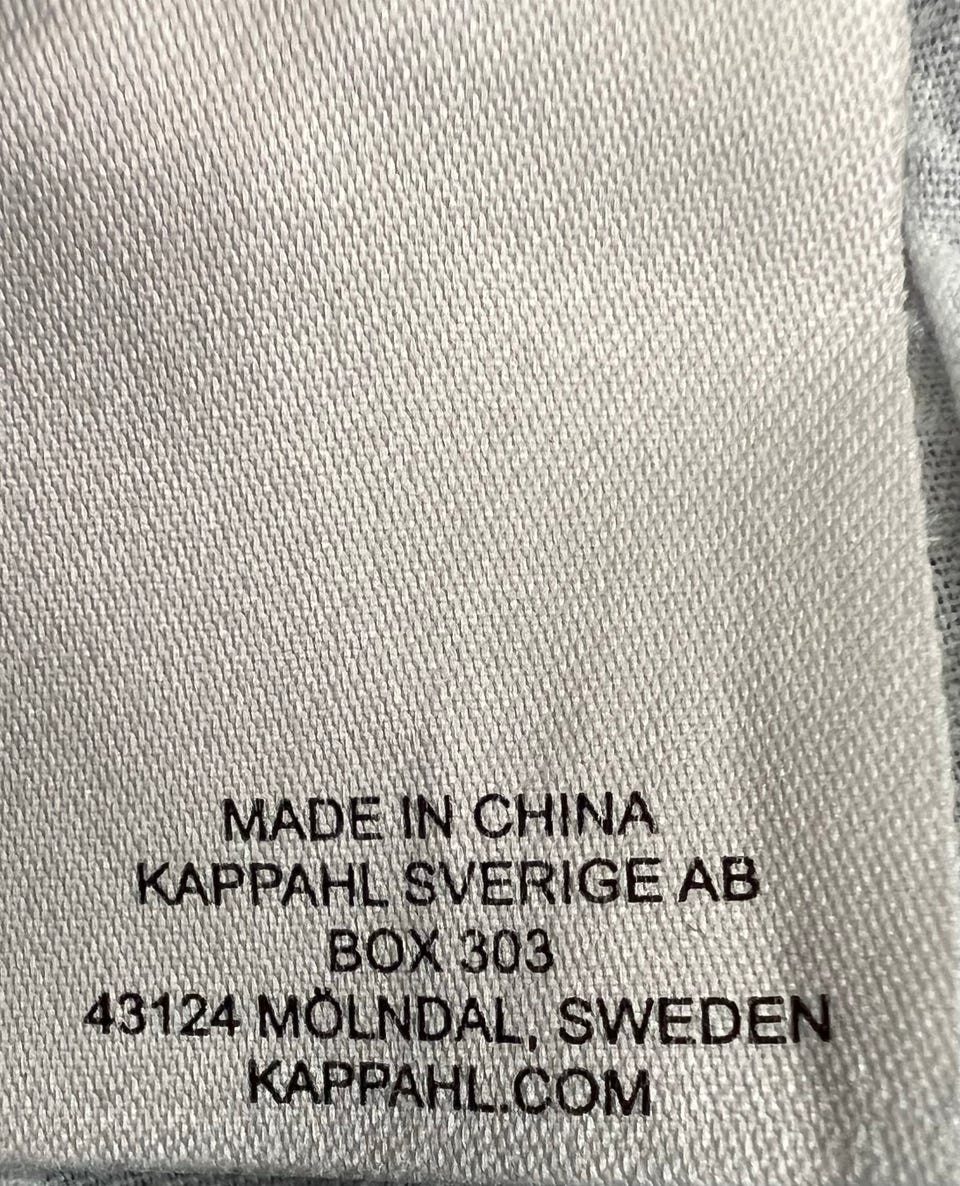 MADE IN CHINA
KAPPAHL SVERIGE AB
BOX 303
43124 MÖLNDAL, SWEDEN
KAPPAHL.COM